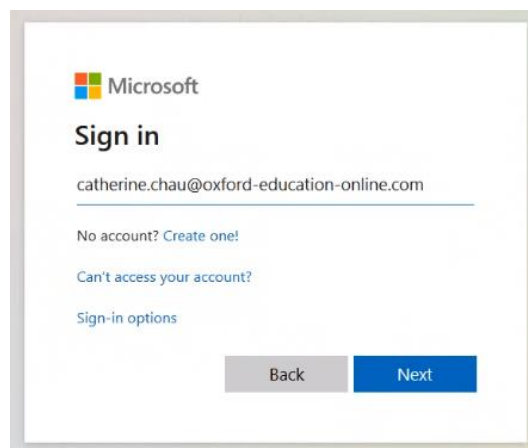 Microsoft
Sign in
catherine.chau@oxford-education-online.com
No account? Create one!
Can't access your account?
Sign-in options
Back Next